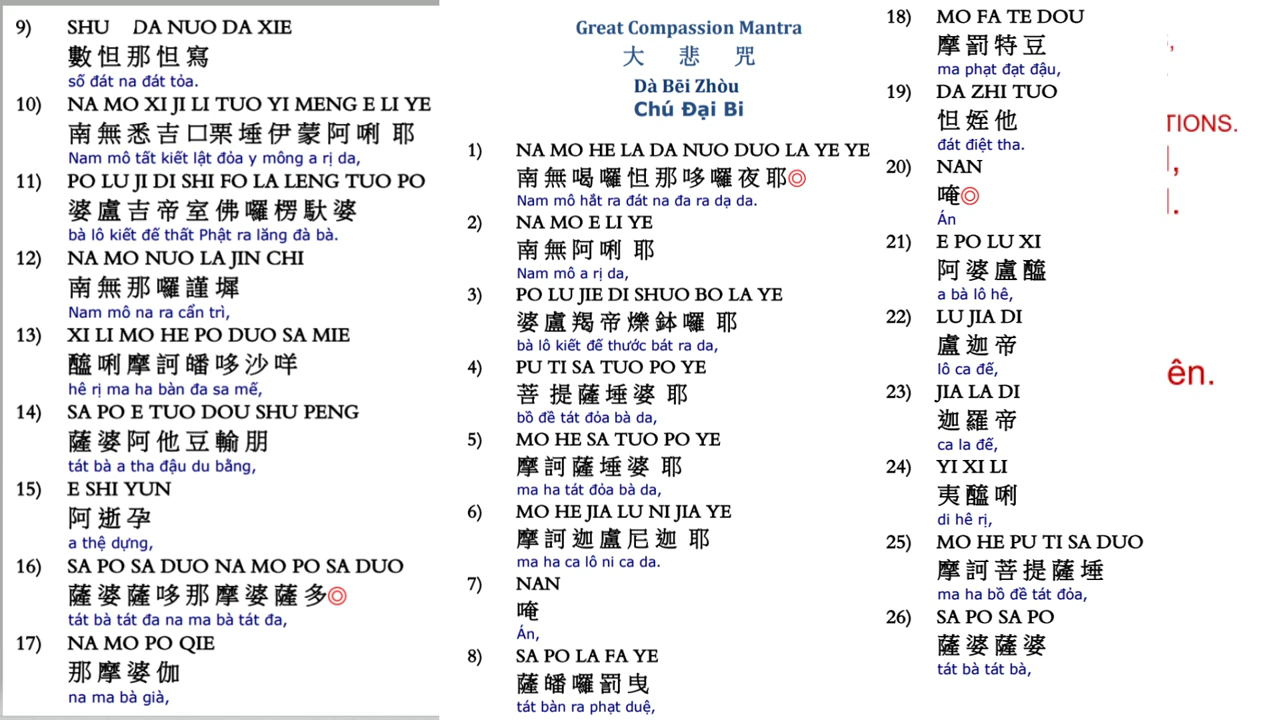 9) SHU DA NUO DA XIE
數怛那怛寫
số đát na đát tỏa.
10) NA MO XI JI LI TUO YI MENG E LI YE
南無悉吉口栗埵伊蒙阿唎 耶
Nam mô tất kiết lật đỏa y mông a rị da,
11) PO LU JI DI SHI FO LA LENG TUO PO
婆盧吉帝室佛囉楞馱婆
bà lô kiết đế thất Phật ra lăng đà bà.
12) NA MO NUO LA JIN CHI
南無那囉謹墀
Nam mô na ra cẩn trì,
13) XI LI MO HE PO DUO SA MIE
醯唎摩訶皤哆沙咩
hê rị ma ha bàn đa sa mế,
14) SA PO E TUO DOU SHU PENG
薩婆阿他豆輸朋
tát bà a tha đậu du bằng,
15) E SHI YUN
阿逝孕
a thệ dựng,
16) SA PO SA DUO NA MO PO SA DUO
薩婆薩哆那摩婆薩多◎
tát bà tát đa na ma bà tát đa,
17) NA MO PO QIE
那摩婆伽
na ma bà già,
Great Compassion Mantra
大 悲 咒
Dà Bēi Zhòu
Chú Đại Bi
1) NA MO HE LA DA NUO DUO LA YE YE
南無喝囉怛那哆囉夜耶◎
Nam mô hắt ra đát na đa ra dạ da.
2) NA MO E LI YE
南無阿唎 耶
Nam mô a rị da,
3) PO LU JIE DI SHUO BO LA YE
婆盧羯帝爍鉢囉 耶
bà lô kiết đế thước bát ra da,
4) PU TI SA TUO PO YE
菩提薩埵婆 耶
bồ đề tát đỏa bà da,
5) MO HE SA TUO PO YE
摩訶薩埵婆 耶
ma ha tát đỏa bà da,
6) MO HE JIA LU NI JIA YE
摩訶迦盧尼迦 耶
ma ha ca lô ni ca da.
7) NAN
唵
Án,
8) SA PO LA FA YE
薩皤囉罰曳
tát bàn ra phạt duệ,
18) MO FA TE DOU
摩罰特豆
ma phạt đạt đậu,
19) DA ZHI TUO
怛姪他
đát điệt tha.
20) NAN
唵◎
Án
21) E PO LU XI
阿婆盧醯
a bà lô hê,
22) LU JIA DI
盧迦帝
lô ca đế,
23) JIA LA DI
迦羅帝
ca la đế,
24) YI XI LI
夷醯唎
di hê rị,
25) MO HE PU TI SA DUO
摩訶菩提薩埵
ma ha bồ đề tát đỏa,
26) SA PO SA PO
薩婆薩婆
tát bà tát bà,
TIONS.
ên.